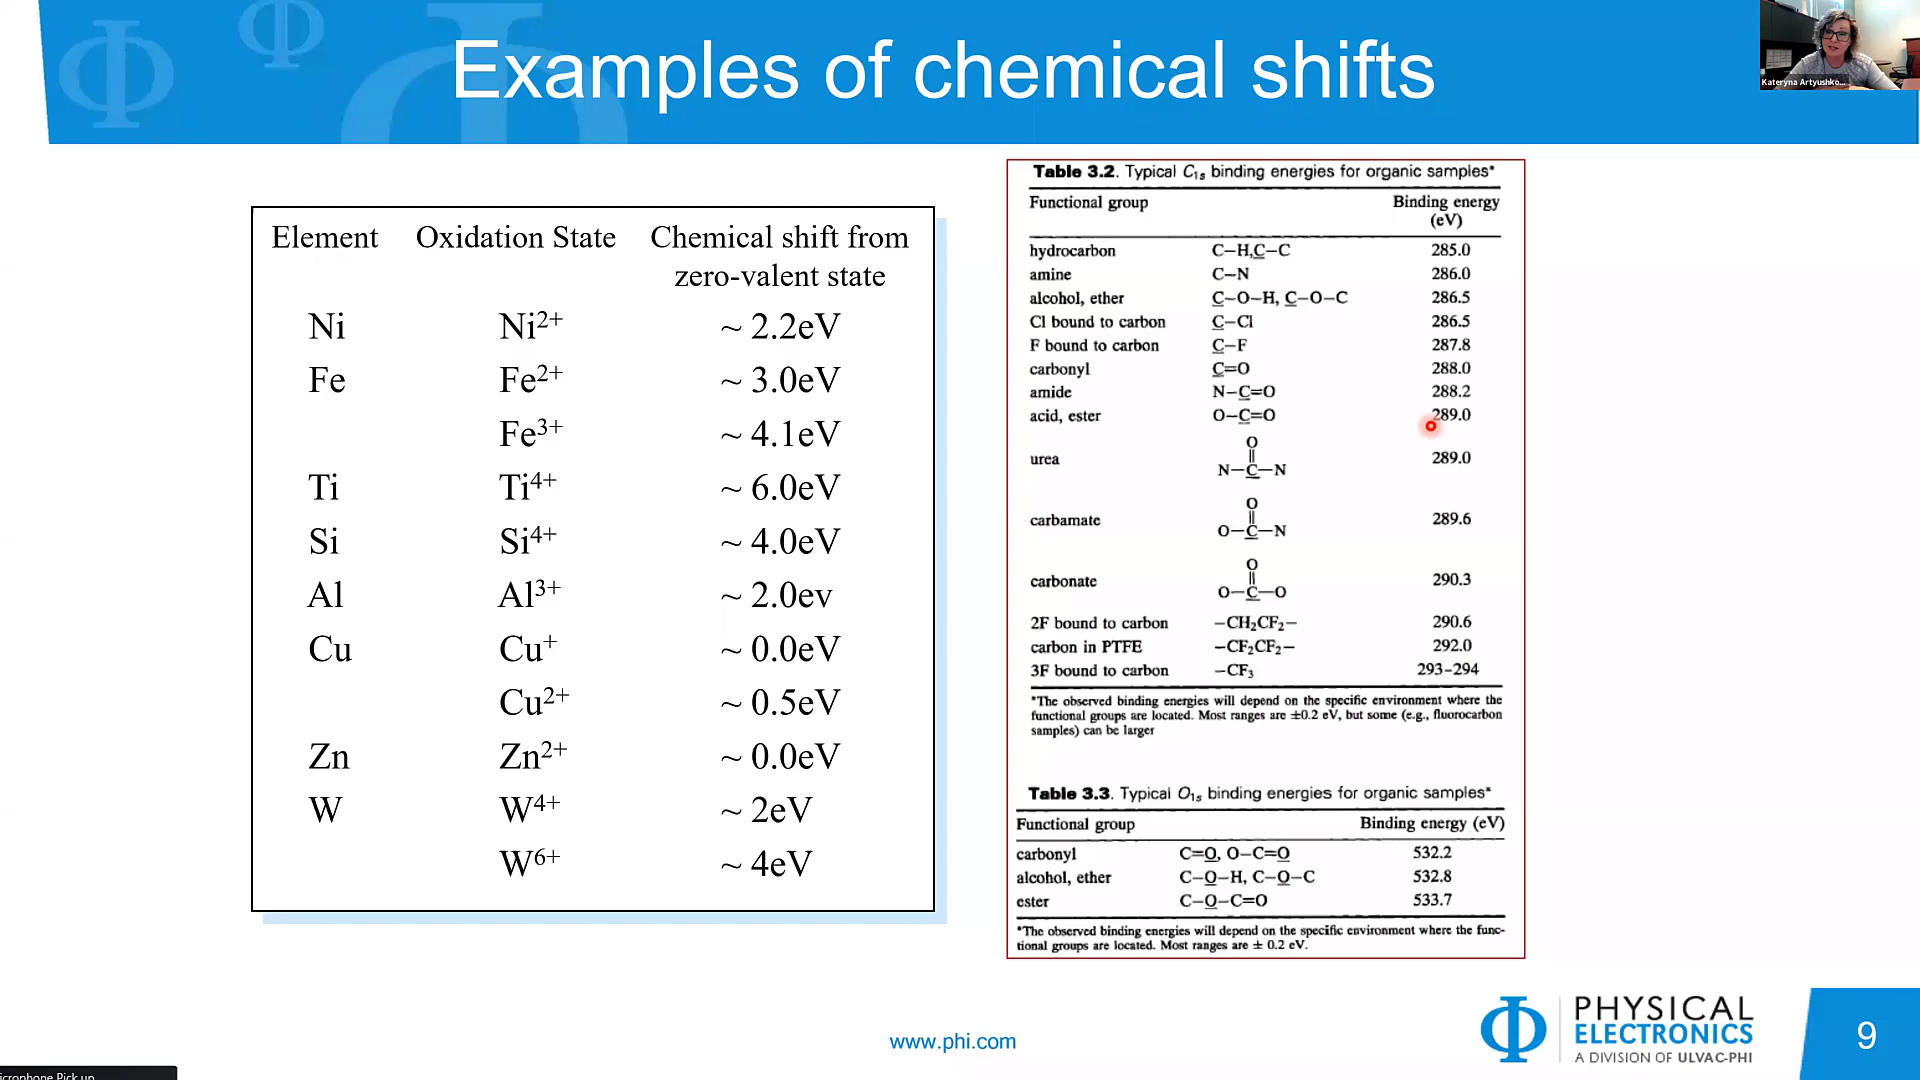 Examples of chemical shifts
Kateryna Artyushko...
Element Oxidation State Chemical shift from
zero-valent state
Ni Ni²⁺ ~ 2.2eV
Fe Fe²⁺ ~ 3.0eV
Fe³⁺ ~ 4.1eV
Ti Ti⁴⁺ ~ 6.0eV
Si Si⁴⁺ ~ 4.0eV
Al Al³⁺ ~ 2.0ev
Cu Cu⁺ ~ 0.0eV
Cu²⁺ ~ 0.5eV
Zn Zn²⁺ ~ 0.0eV
W W⁴⁺ ~ 2eV
W⁶⁺ ~ 4eV
Table 3.2. Typical C1s binding energies for organic samples*
Functional group Binding energy
(eV)
hydrocarbon C–H,C–C 285.0
amine C–N 286.0
alcohol, ether C–O–H, C–O–C 286.5
Cl bound to carbon C–Cl 286.5
F bound to carbon C–F 287.8
carbonyl C=O 288.0
amide N–C=O 288.2
acid, ester O–C=O 289.0
O
urea N–C–N 289.0
O
carbamate O–C–N 289.6
O
carbonate O–C–O 290.3
2F bound to carbon –CH₂CF₂– 290.6
carbon in PTFE –CF₂CF₂– 292.0
3F bound to carbon –CF₃ 293–294
*The observed binding energies will depend on the specific environment where the
functional groups are located. Most ranges are ±0.2 eV, but some (e.g., fluorocarbon
samples) can be larger
Table 3.3. Typical O1s binding energies for organic samples*
Functional group Binding energy (eV)
carbonyl C=O, O–C=O 532.2
alcohol, ether C–O–H, C–O–C 532.8
ester C–O–C=O 533.7
*The observed binding energies will depend on the specific environment where the func-
tional groups are located. Most ranges are ± 0.2 eV.
www.phi.com
PHYSICAL
ELECTRONICS
A DIVISION OF ULVAC-PHI
9